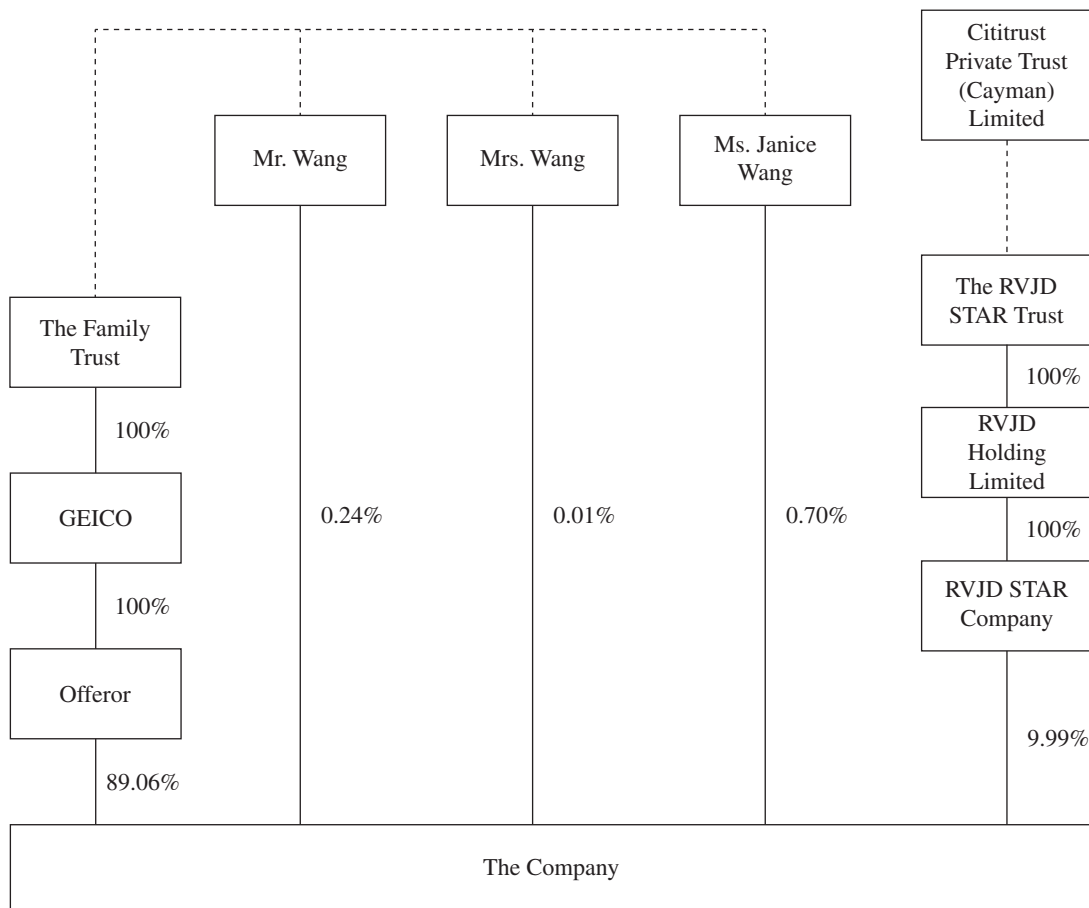 Cititrust
Private Trust
(Cayman)
Limited
Mr. Wang
Mrs. Wang
Ms. Janice
Wang
The RVJD
STAR Trust
The Family
Trust
100%
100%
RVJD
Holding
Limited
GEICO
0.24%
0.01%
0.70%
100%
RVJD STAR
Company
100%
Offeror
9.99%
89.06%
The Company